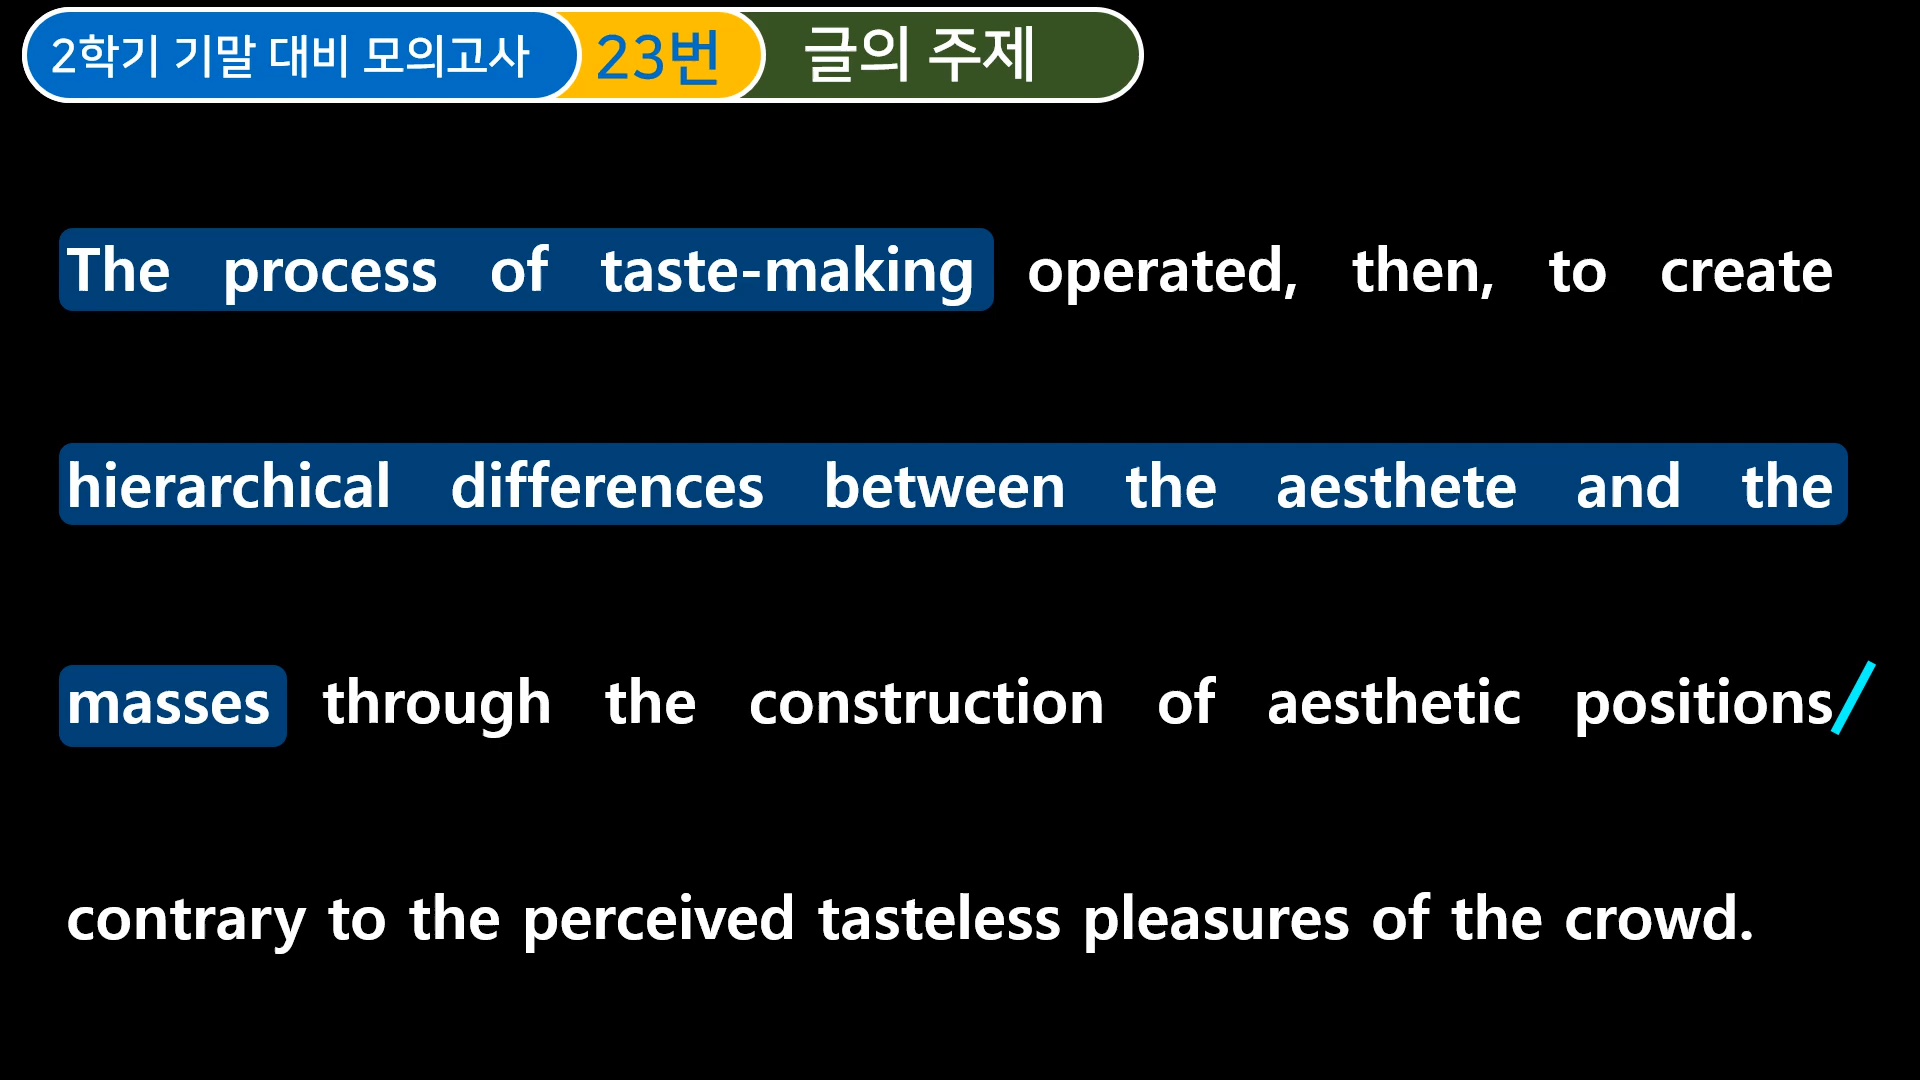 2학기 기말 대비 모의고사 23번 글의 주제
The process of taste-making operated, then, to create
hierarchical differences between the aesthete and the
masses through the construction of aesthetic positions/
contrary to the perceived tasteless pleasures of the crowd.